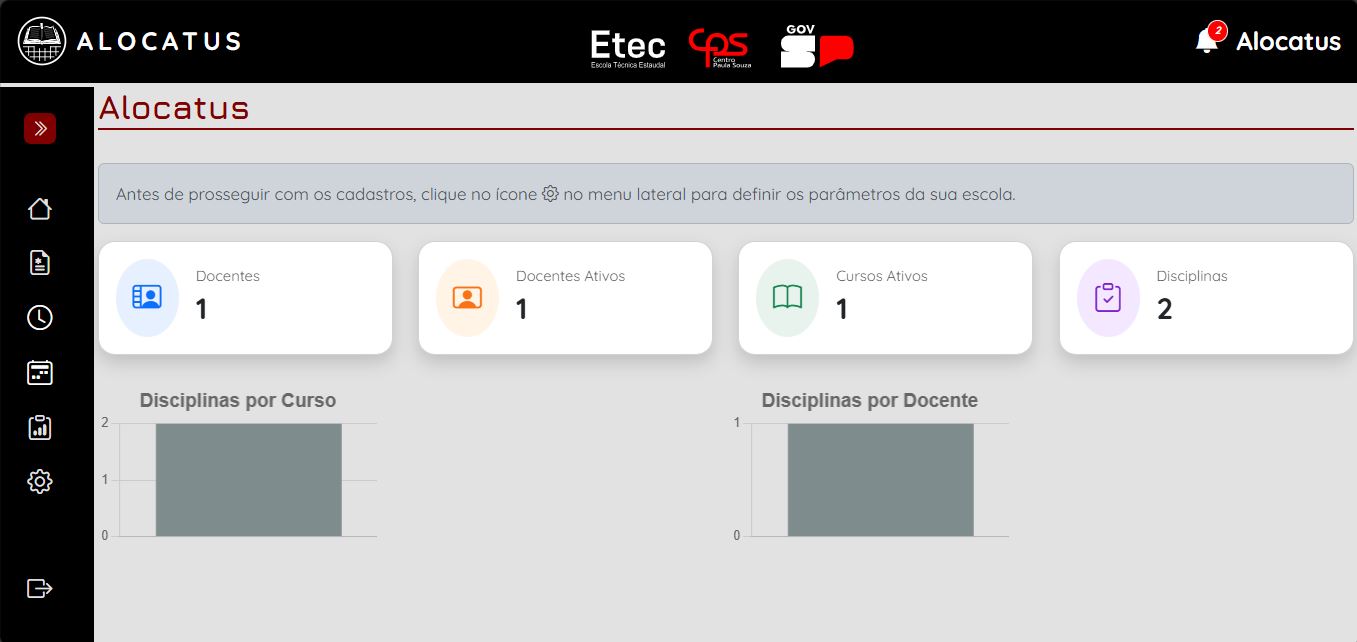 ALOCATUS
Etec
Escola Técnica Estaudal
CPS
Centro
Paula Souza
GOV
SP
2
Alocatus
Alocatus
Antes de prosseguir com os cadastros, clique no ícone no menu lateral para definir os parâmetros da sua escola.
Docentes
1
Docentes Ativos
1
Cursos Ativos
1
Disciplinas
2
Disciplinas por Curso
2
1
0
Disciplinas por Docente
1
0